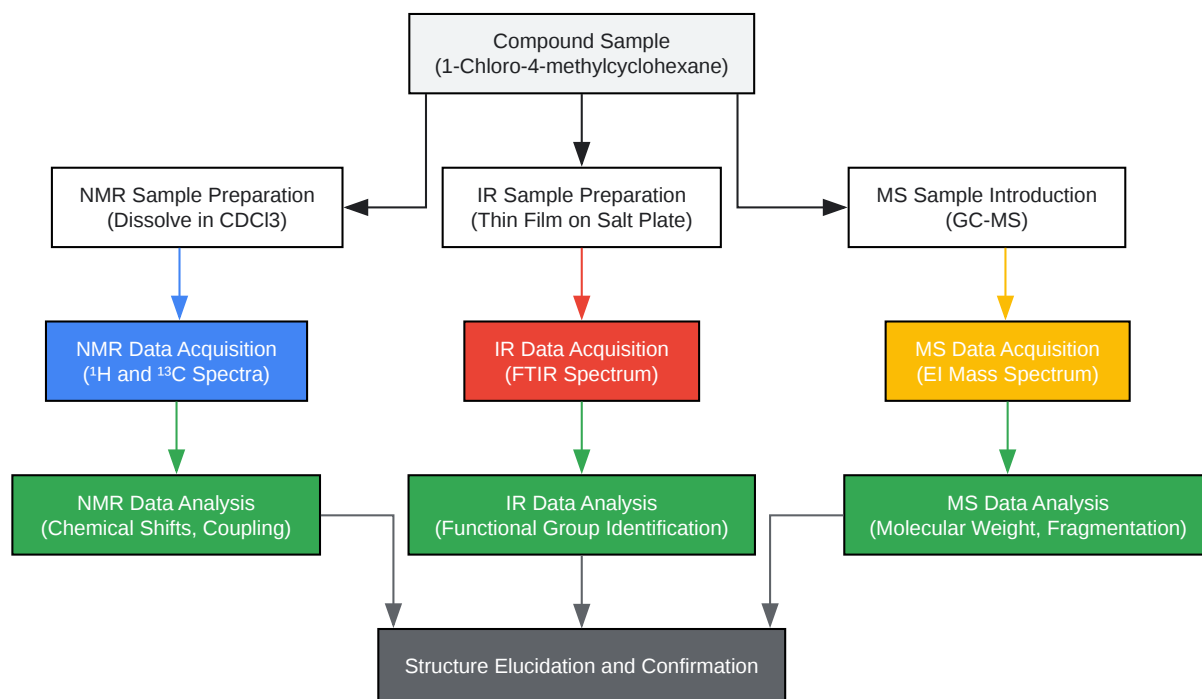 Compound Sample
(1-Chloro-4-methylcyclohexane)
NMR Sample Preparation
(Dissolve in CDCl3)
IR Sample Preparation
(Thin Film on Salt Plate)
MS Sample Introduction
(GC-MS)
NMR Data Acquisition
(¹H and ¹³C Spectra)
IR Data Acquisition
(FTIR Spectrum)
MS Data Acquisition
(EI Mass Spectrum)
NMR Data Analysis
(Chemical Shifts, Coupling)
IR Data Analysis
(Functional Group Identification)
MS Data Analysis
(Molecular Weight, Fragmentation)
Structure Elucidation and Confirmation